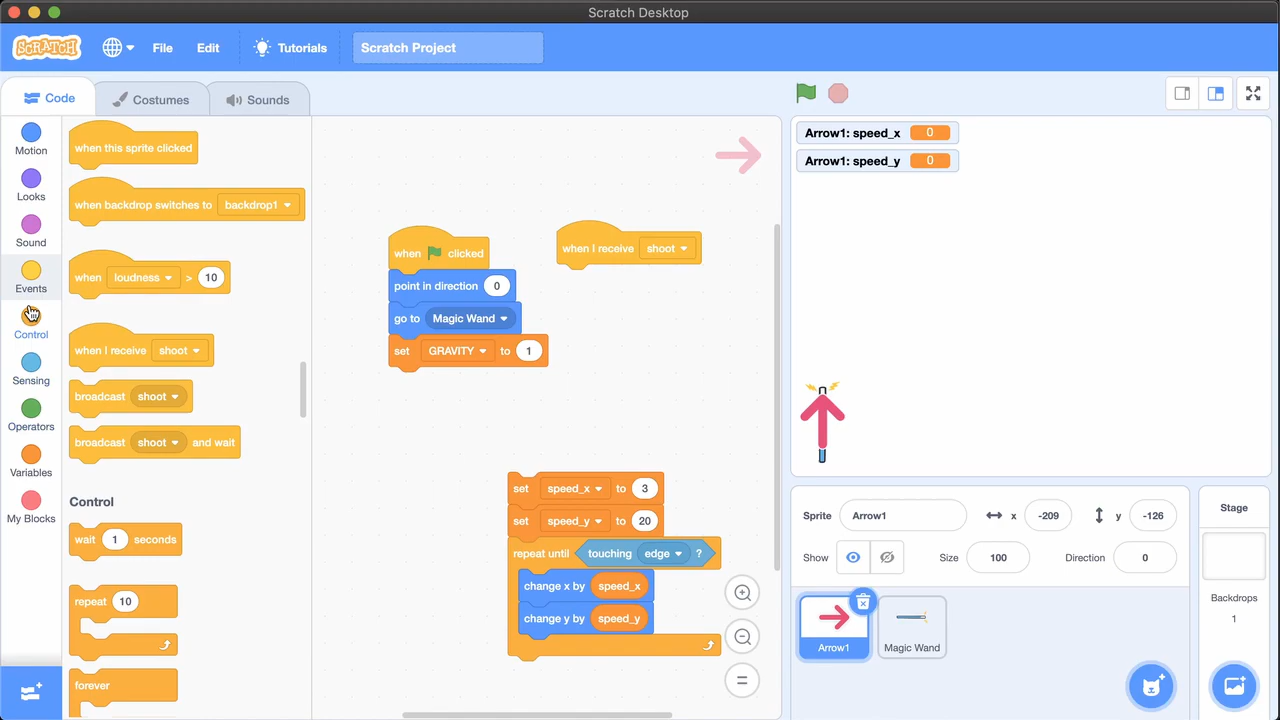 Scratch Desktop
SCRATCH
File
Edit
Tutorials
Scratch Project
Code
Costumes
Sounds
Motion
Looks
Sound
Events
Control
Sensing
Operators
Variables
My Blocks
when this sprite clicked
when backdrop switches to backdrop1
when loudness > 10
when I receive shoot
broadcast shoot
broadcast shoot and wait
Control
wait 1 seconds
repeat 10
forever
when clicked
point in direction 0
go to Magic Wand
set GRAVITY to 1
when I receive shoot
set speed_x to 3
set speed_y to 20
repeat until touching edge ?
change x by speed_x
change y by speed_y
Arrow1: speed_x 0
Arrow1: speed_y 0
Sprite Arrow1 x -209 y -126
Show Size 100 Direction 0
Arrow1
Magic Wand
Stage
Backdrops
1